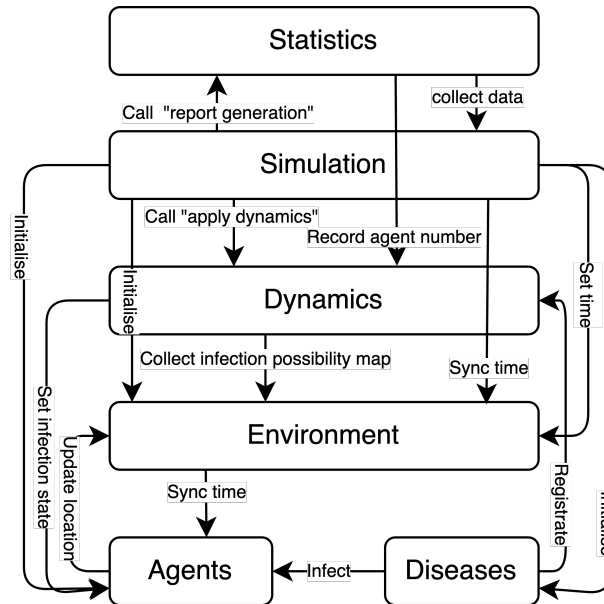 Statistics
collect data
Call "report generation"
Simulation
Call "apply dynamics"
Record agent number
Initialise
Initialise
Set time
Dynamics
Collect infection possibility map
Sync time
Environment
Set infection state
Update location
Sync time
Registrate
Agents
Infect
Diseases